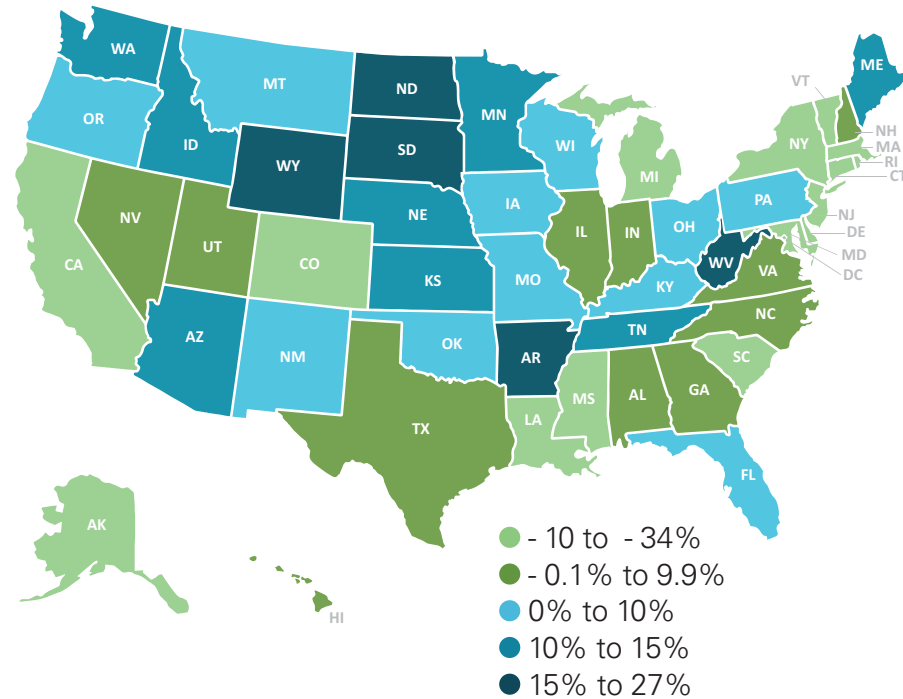 WA
MT
ND
MN
OR
ID
WY
SD
WI
MI
VT
ME
NY
NH
MA
RI
CT
NV
UT
CO
NE
IA
IL
IN
OH
PA
NJ
DE
MD
DC
CA
KS
MO
KY
WV
VA
AZ
NM
OK
AR
TN
NC
SC
TX
LA
MS
AL
GA
FL
AK
HI
- 10 to - 34%
- 0.1% to 9.9%
0% to 10%
10% to 15%
15% to 27%